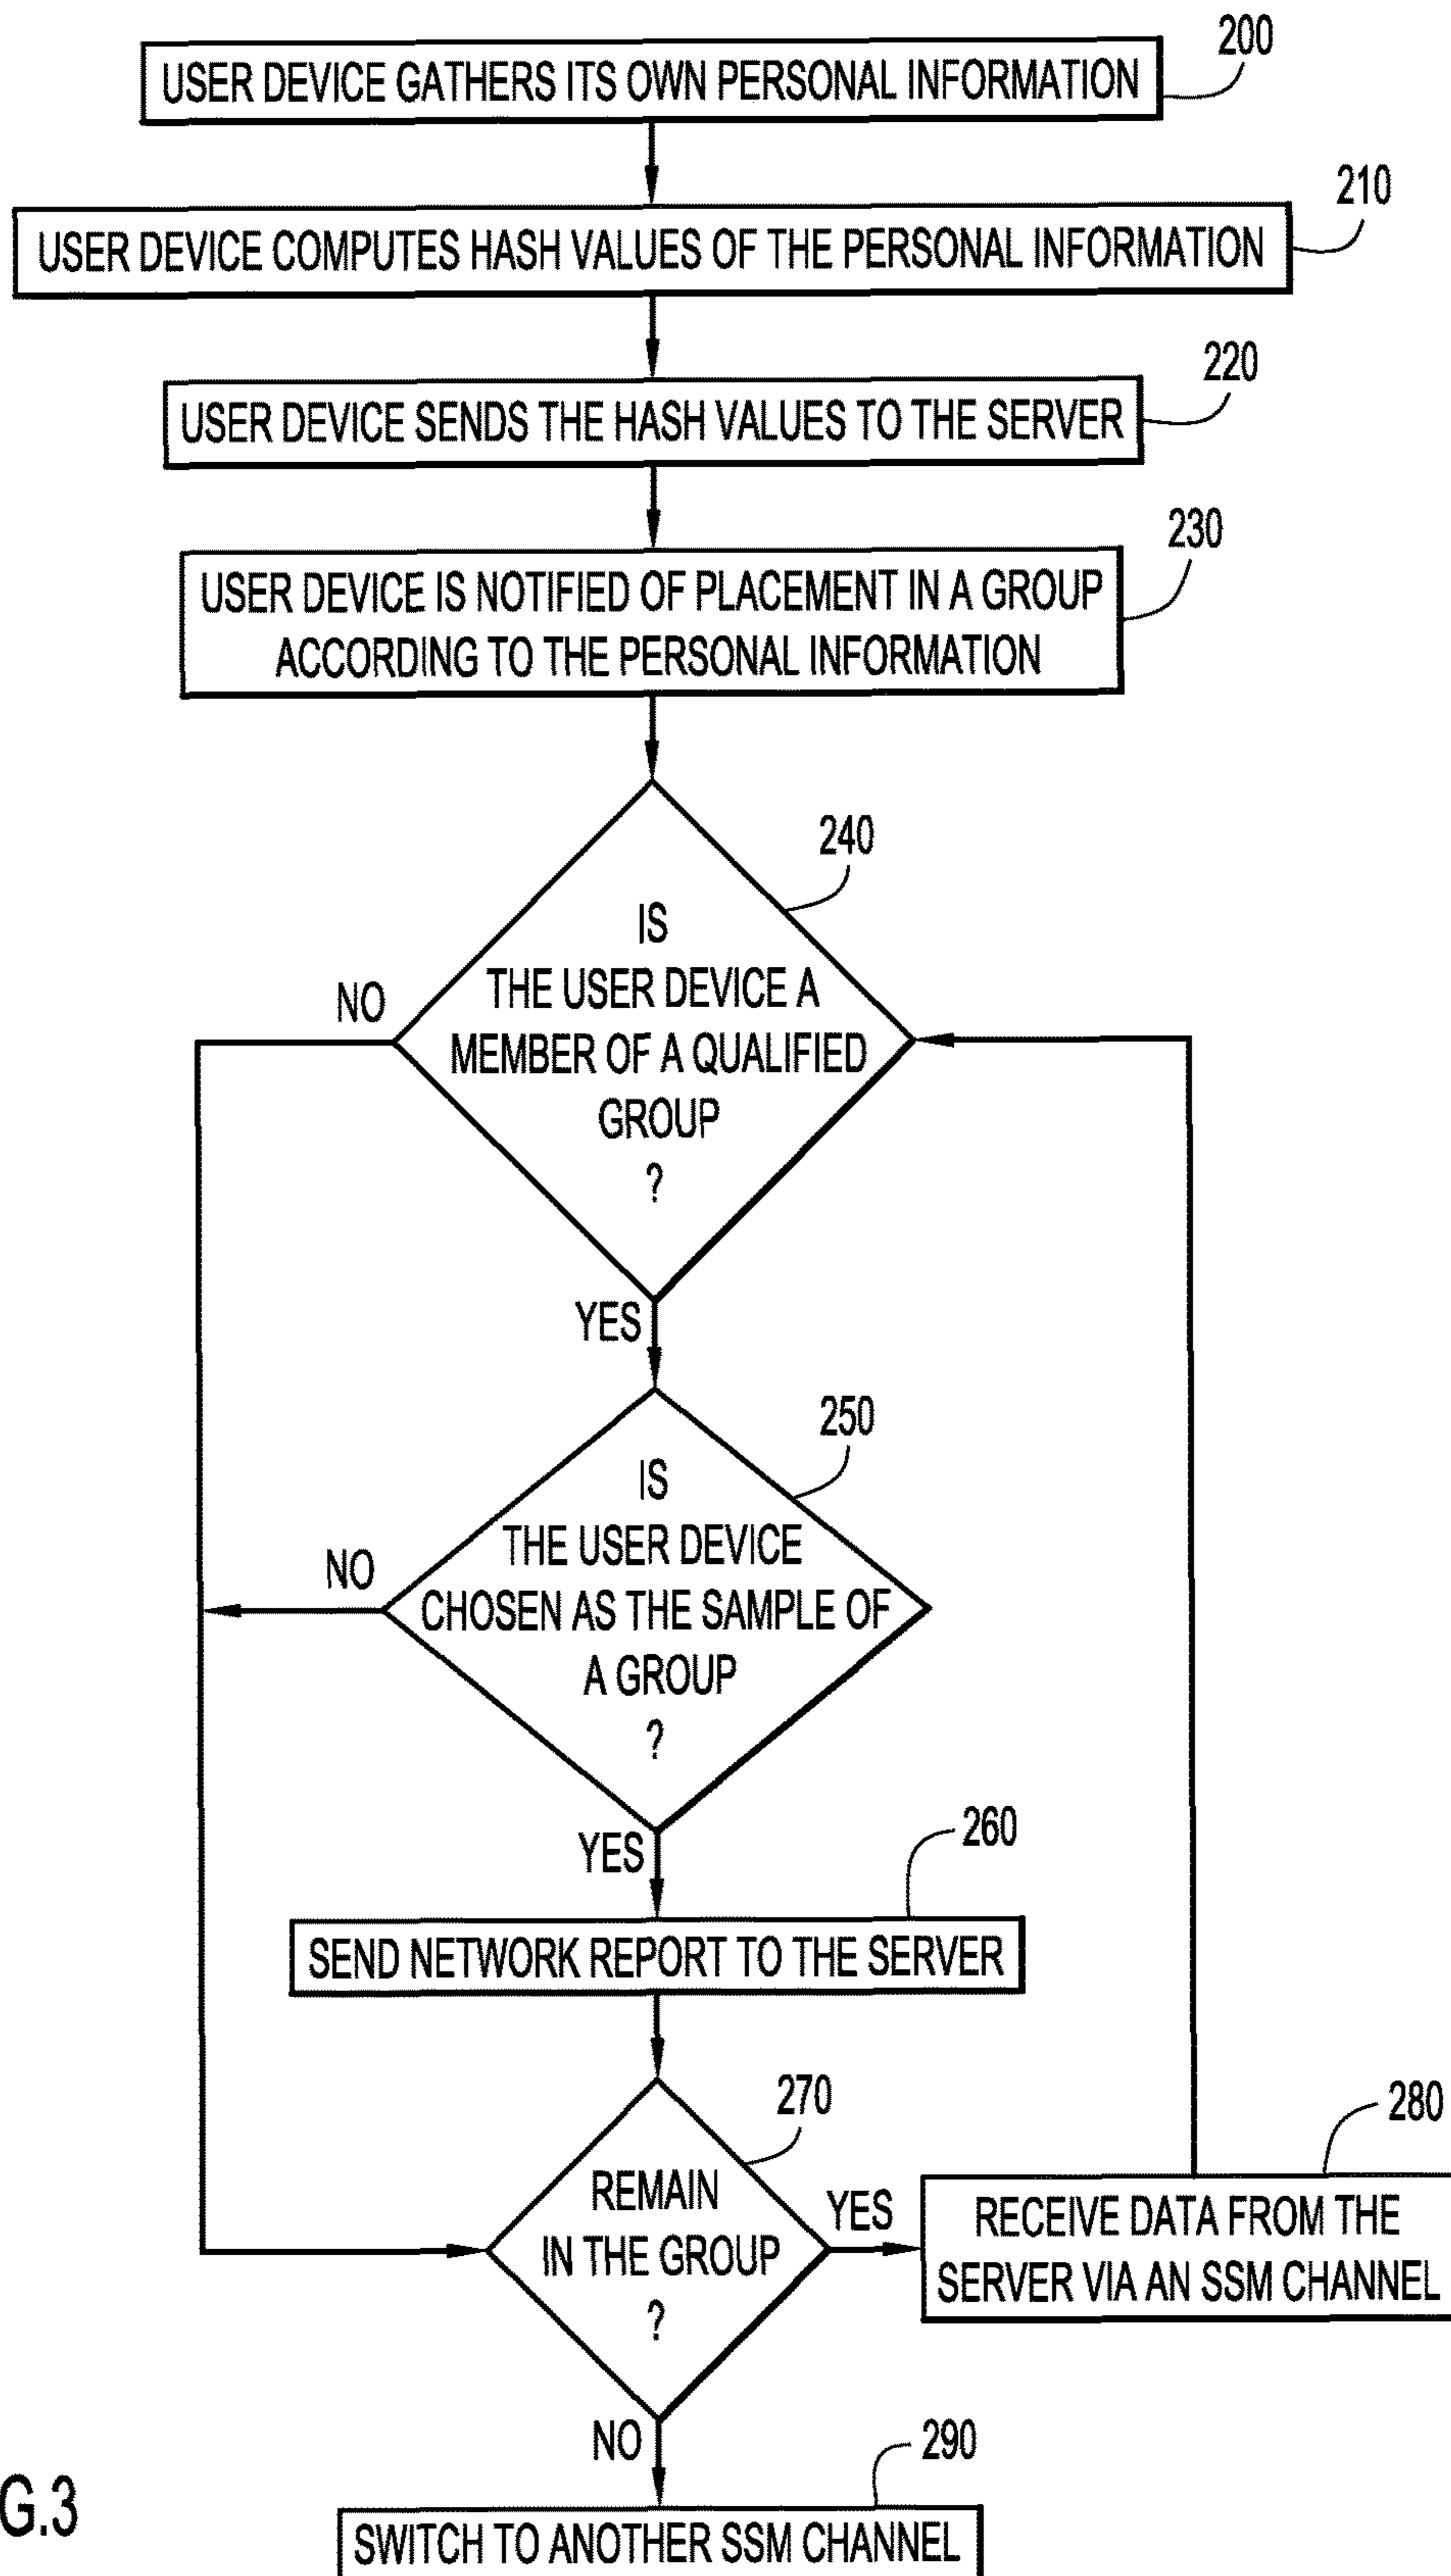 200
USER DEVICE GATHERS ITS OWN PERSONAL INFORMATION
210
USER DEVICE COMPUTES HASH VALUES OF THE PERSONAL INFORMATION
220
USER DEVICE SENDS THE HASH VALUES TO THE SERVER
230
USER DEVICE IS NOTIFIED OF PLACEMENT IN A GROUP
ACCORDING TO THE PERSONAL INFORMATION
240
IS
THE USER DEVICE A
MEMBER OF A QUALIFIED
GROUP
?
NO
YES
250
IS
THE USER DEVICE
CHOSEN AS THE SAMPLE OF
A GROUP
?
NO
YES
260
SEND NETWORK REPORT TO THE SERVER
270
REMAIN
IN THE GROUP
?
YES
280
RECEIVE DATA FROM THE
SERVER VIA AN SSM CHANNEL
NO
290
SWITCH TO ANOTHER SSM CHANNEL
G.3